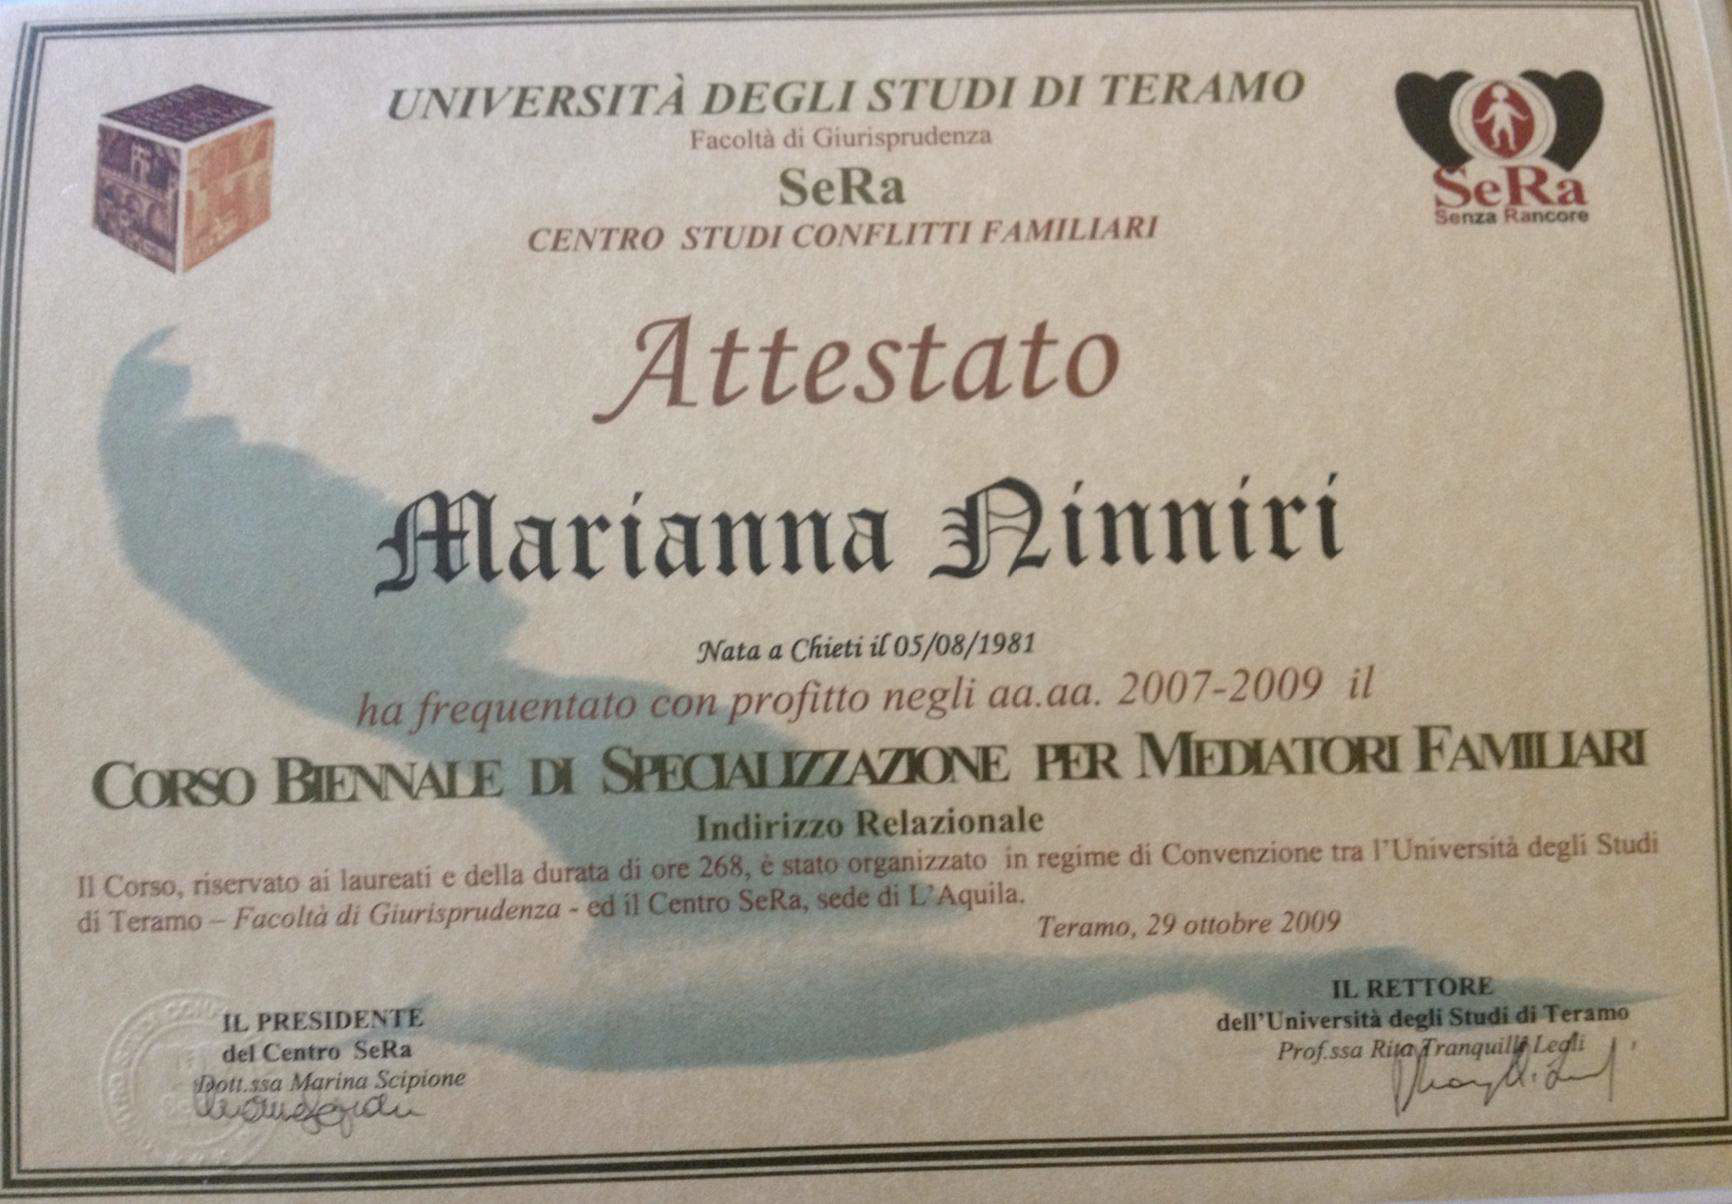 UNIVERSITÀ DEGLI STUDI DI TERAMO
Facoltà di Giurisprudenza
SeRa
CENTRO STUDI CONFLITTI FAMILIARI
SeRa
Senza Rancore
Attestato
Marianna Ninniri
Nata a Chieti il 05/08/1981
ha frequentato con profitto negli aa.aa. 2007-2009 il
CORSO BIENNALE DI SPECIALIZZAZIONE PER MEDIATORI FAMILIARI
Indirizzo Relazionale
Il Corso, riservato ai laureati e della durata di ore 268, è stato organizzato in regime di Convenzione tra l'Università degli Studi
di Teramo – Facoltà di Giurisprudenza - ed il Centro SeRa, sede di L'Aquila.
Teramo, 29 ottobre 2009
IL PRESIDENTE
del Centro SeRa
Dott.ssa Marina Scipione
IL RETTORE
dell'Università degli Studi di Teramo
Prof.ssa Rita Tranquilli Leali